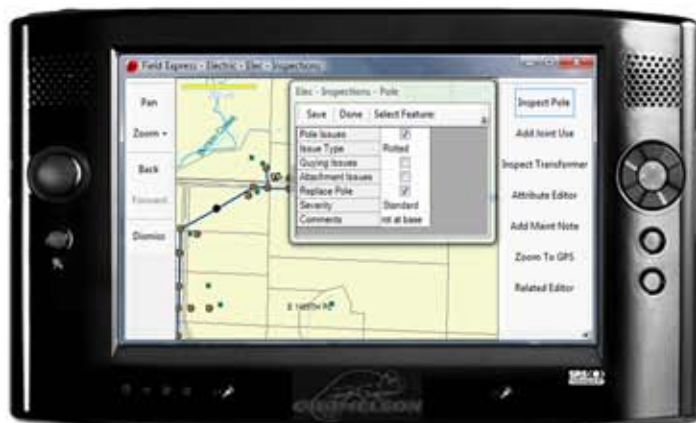 Field Express - Electric - Elec - Inspections
Pan
Zoom
Back
Forward
Dismiss
Elec - Inspections - Pole
Save Done Select Feature:
Pole Issues
Issue Type Rotted
Guying Issues
Attachment Issues
Replace Pole
Severity Standard
Comments rot at base
Inspect Pole
Add Joint Use
Inspect Transformer
Attribute Editor
Add Maint Note
Zoom To GPS
Related Editor
GPS